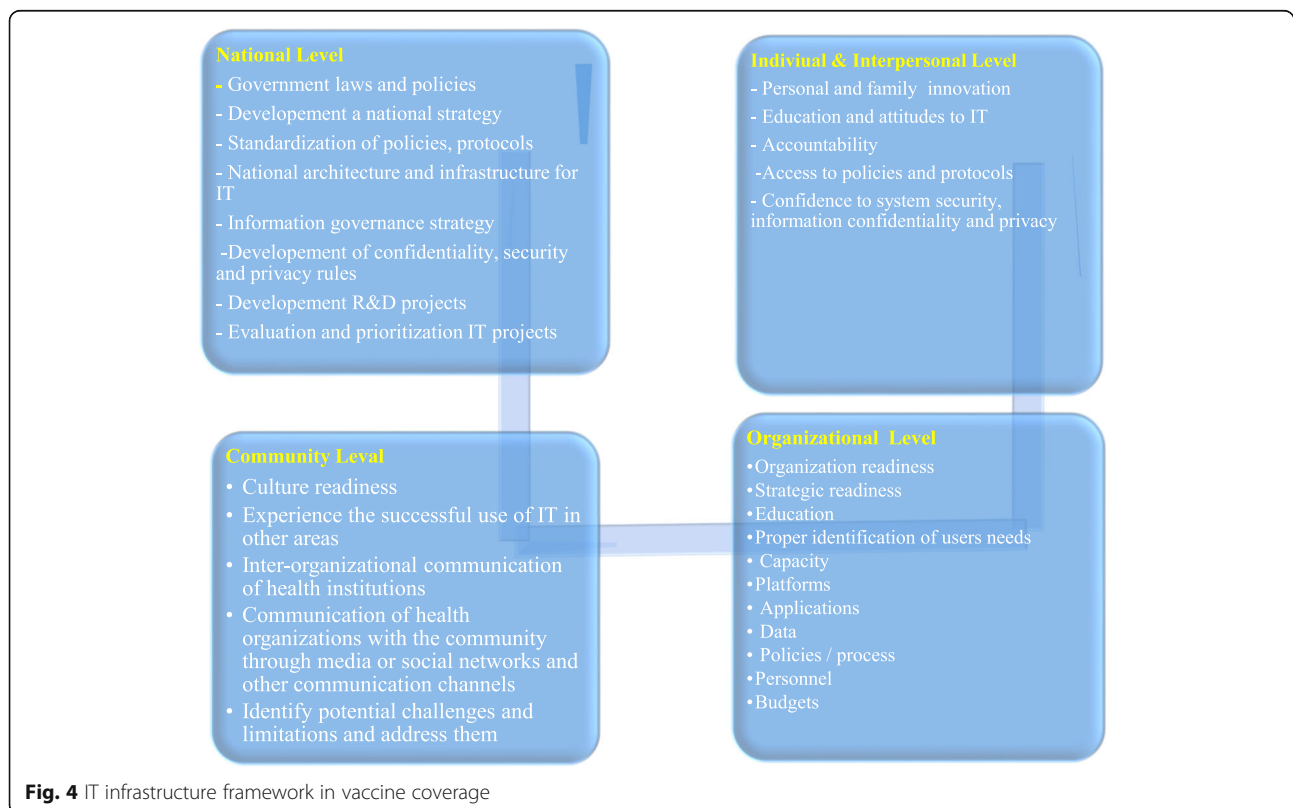 National Level
- Government laws and policies
- Developement a national strategy
- Standardization of policies, protocols
- National architecture and infrastructure for
IT
- Information governance strategy
-Developement of confidentiality, security
and privacy rules
- Developement R&D projects
- Evaluation and prioritization IT projects
Indiviual & Interpersonal Level
- Personal and family innovation
- Education and attitudes to IT
- Accountability
-Access to policies and protocols
- Confidence to system security,
information confidentiality and privacy
Community Leval
• Culture readiness
• Experience the successful use of IT in
other areas
• Inter-organizational communication
of health institutions
• Communication of health
organizations with the community
through media or social networks and
other communication channels
• Identify potential challenges and
limitations and address them
Organizational Level
•Organization readiness
•Strategic readiness
•Education
•Proper identification of users needs
• Capacity
•Platforms
• Applications
• Data
• Policies / process
•Personnel
•Budgets
Fig. 4 IT infrastructure framework in vaccine coverage